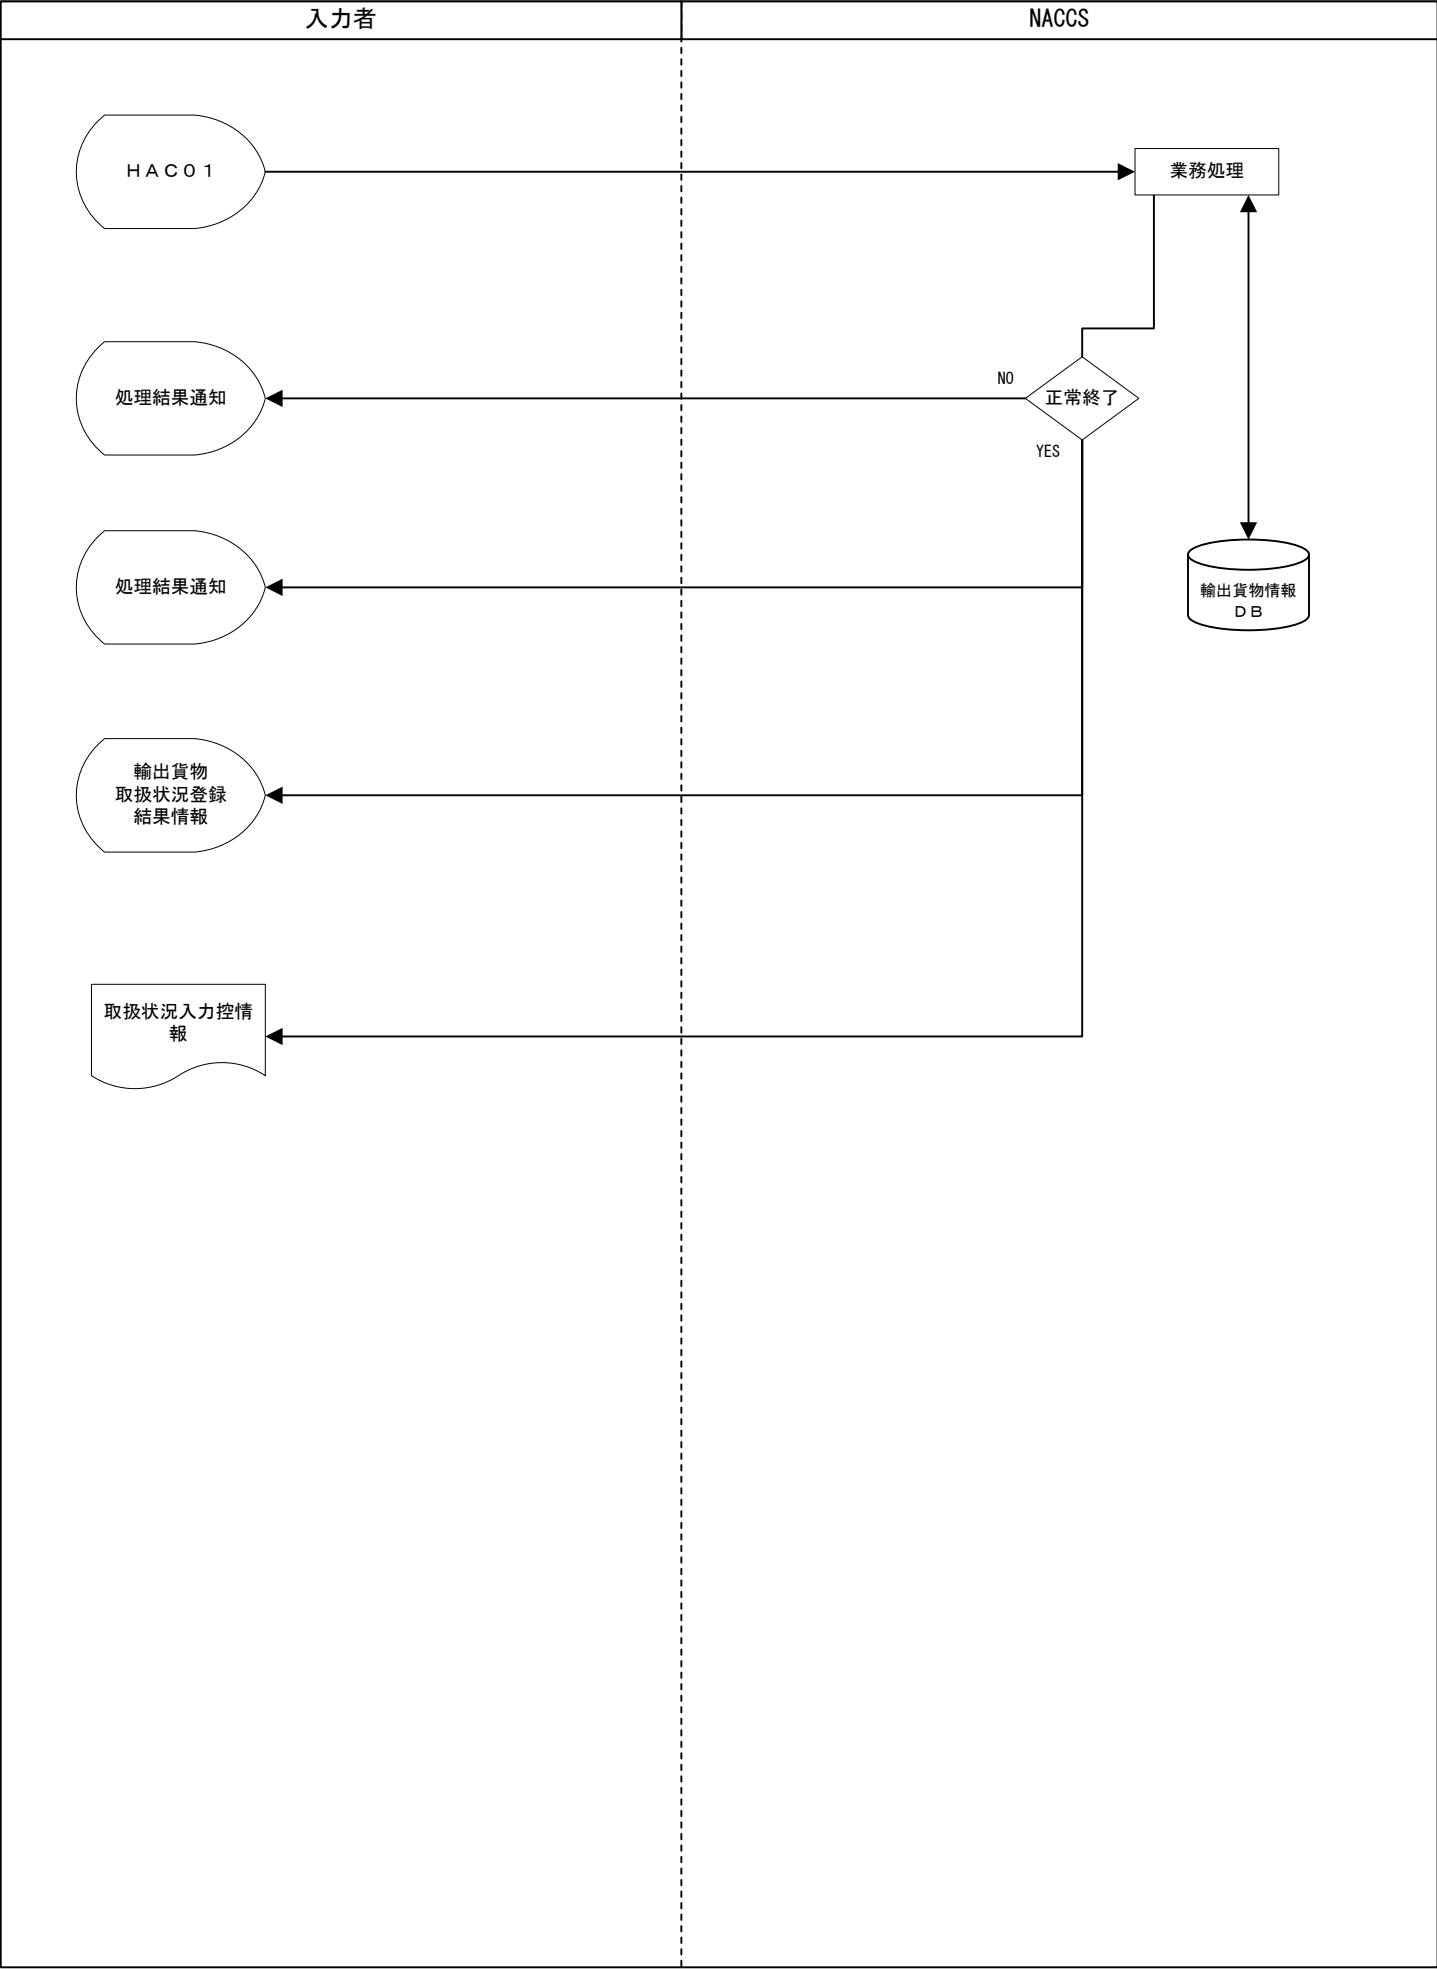 入力者
NACCS
ＨＡＣ０１
業務処理
処理結果通知
NO
正常終了
YES
処理結果通知
輸出貨物情報
ＤＢ
輸出貨物
取扱状況登録
結果情報
取扱状況入力控情
報